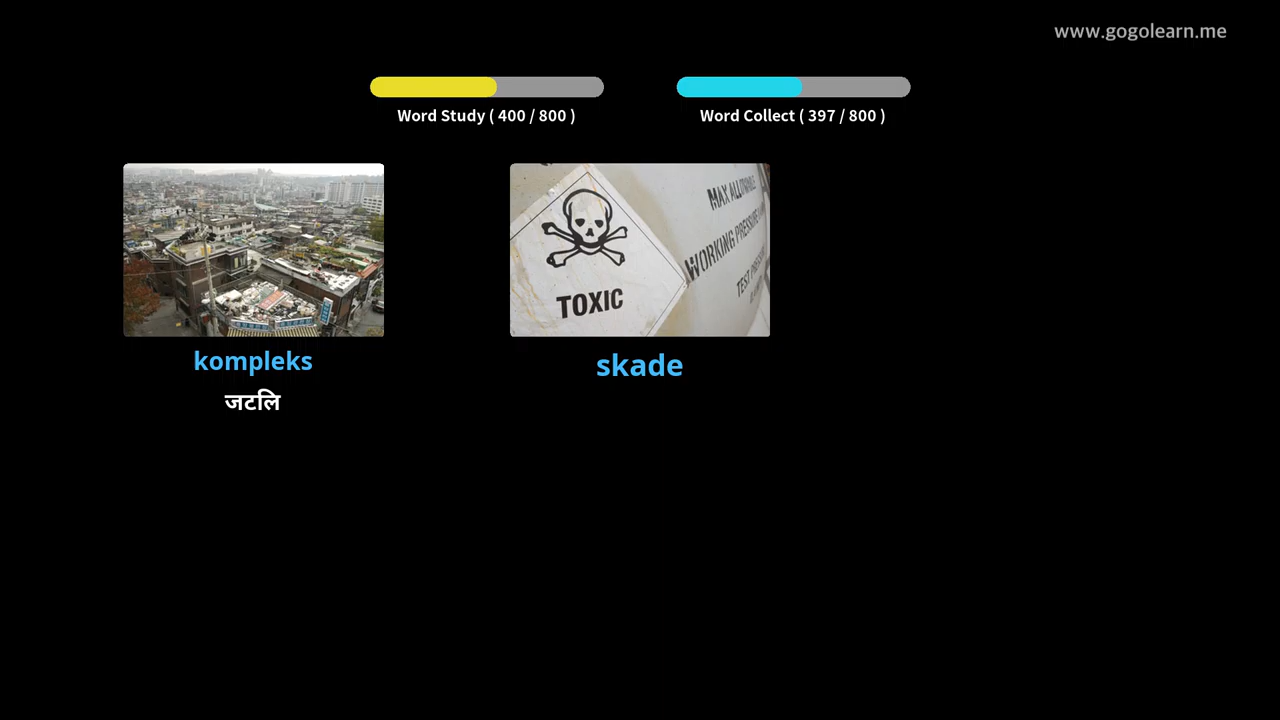 www.gogolearn.me
Word Study ( 400 / 800 )
Word Collect ( 397 / 800 )
TOXIC
MAX ALLOWABLE
WORKING PRESSURE
TEST PRESSURE
kompleks
skade
जटलि